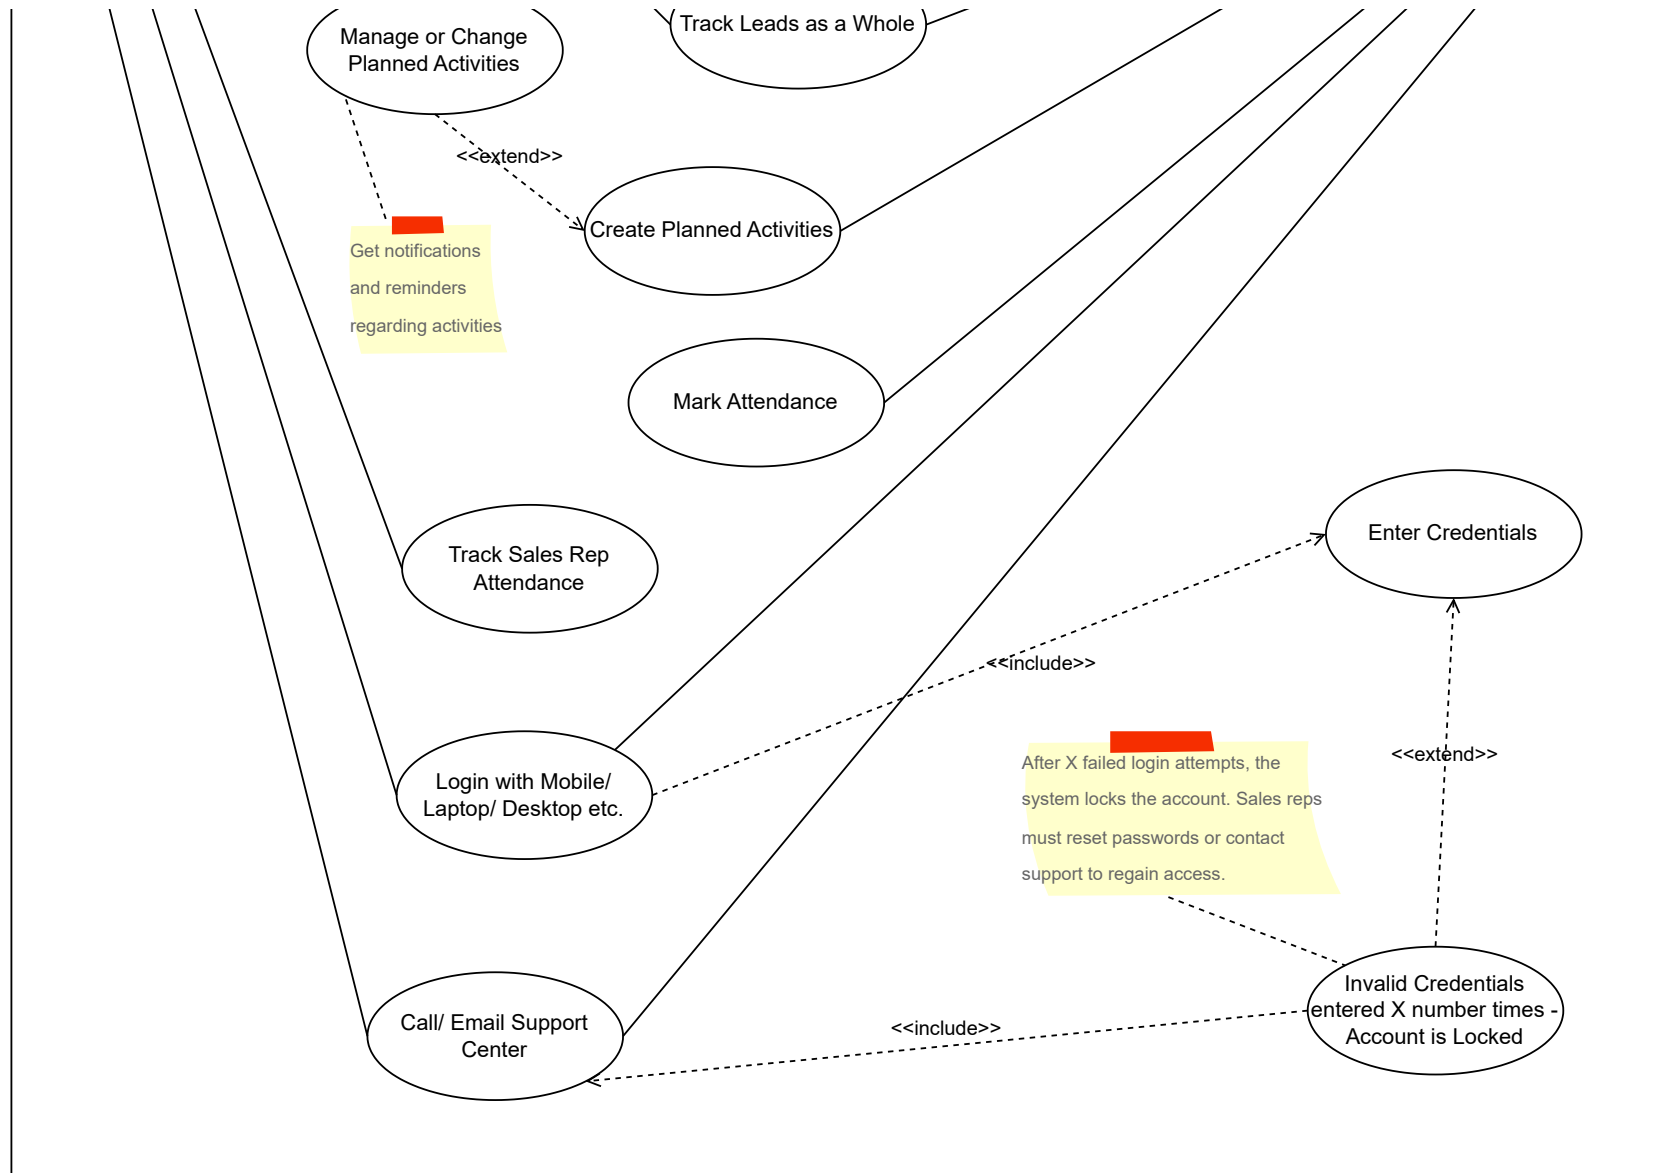 Manage or Change
Planned Activities
Track Leads as a Whole
<<extend>>
Create Planned Activities
Get notifications
and reminders
regarding activities
Mark Attendance
Track Sales Rep
Attendance
Enter Credentials
<<include>>
Login with Mobile/
Laptop/ Desktop etc.
<<extend>>
After X failed login attempts, the
system locks the account. Sales reps
must reset passwords or contact
support to regain access.
Invalid Credentials
entered X number times -
Account is Locked
<<include>>
Call/ Email Support
Center